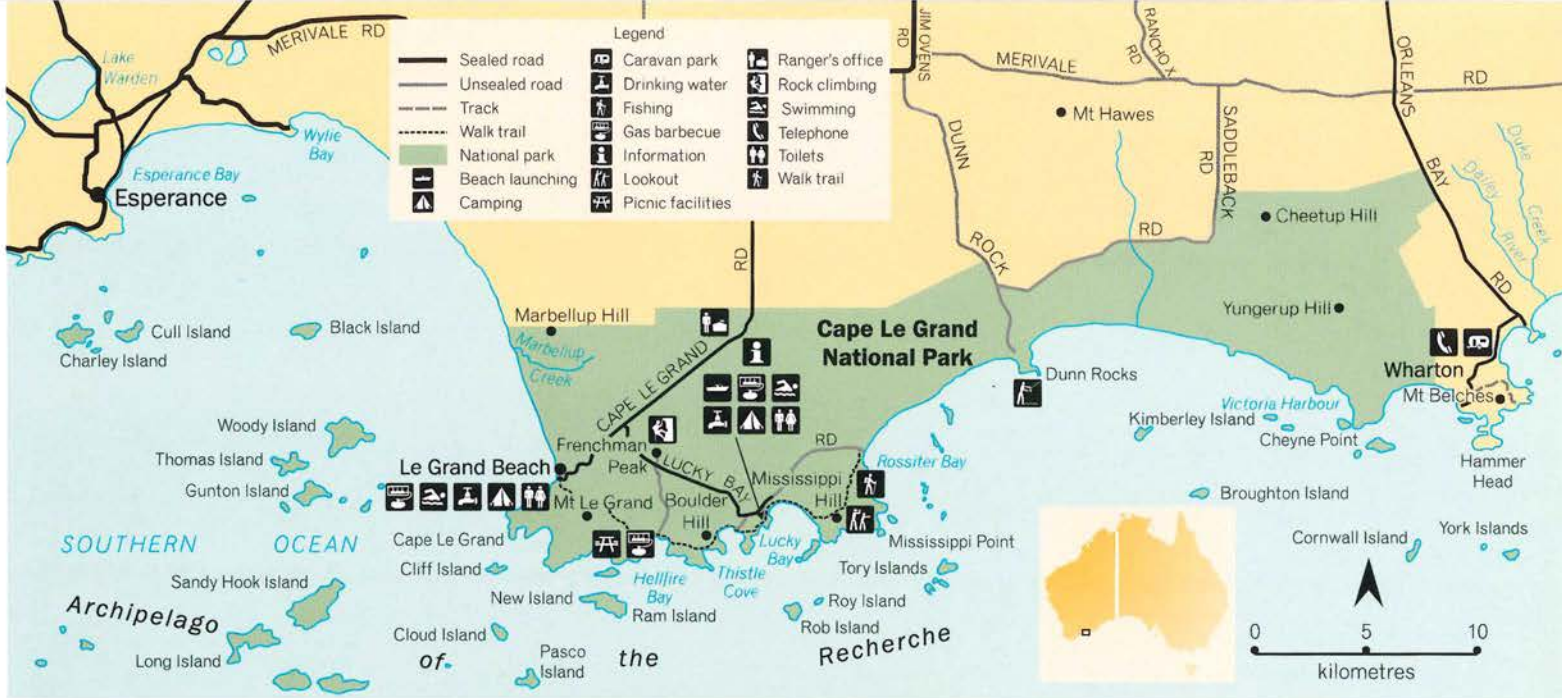 MERIVALE RD
Lake
Warden
Wylie
Bay
Esperance Bay
Esperance
Legend
Sealed road
Unsealed road
Track
Walk trail
National park
Beach launching
Camping
Caravan park
Drinking water
Fishing
Gas barbecue
Information
Lookout
Picnic facilities
Ranger's office
Rock climbing
Swimming
Telephone
Toilets
Walk trail
RD
JIM OVENS
MERIVALE
RD
RANCHO X
RD
ORLEANS
BAY
RD
Mt Hawes
DUNN
ROCK
RD
SADDLEBACK
RD
Duke
Creek
Dailey
River
Cheetup Hill
Yungerup Hill
RD
CAPE LE GRAND
Marbellup Hill
Marbellup
Creek
Cape Le Grand
National Park
Cull Island
Charley Island
Black Island
Dunn Rocks
Wharton
Mt Belches
Victoria Harbour
Kimberley Island
Cheyne Point
Hammer
Head
Woody Island
Thomas Island
Gunton Island
Le Grand Beach
Frenchman
Peak
LUCKY BAY
RD
Rossiter Bay
Mississippi
Hill
Mt Le Grand
Boulder
Hill
Broughton Island
SOUTHERN OCEAN
Cape Le Grand
Cliff Island
Hellfire
Bay
Thistle
Cove
Lucky
Bay
Mississippi Point
Tory Islands
Cornwall Island
York Islands
Sandy Hook Island
New Island
Ram Island
Roy Island
Rob Island
Cloud Island
Long Island
Pasco
Island
Archipelago of the Recherche
0 5 10
kilometres